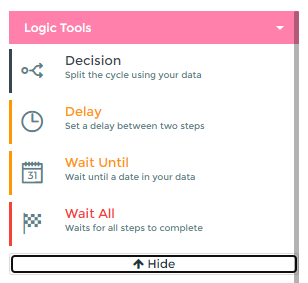 Logic Tools
Decision
Split the cycle using your data
Delay
Set a delay between two steps
31
Wait Until
Wait until a date in your data
Wait All
Waits for all steps to complete
Hide